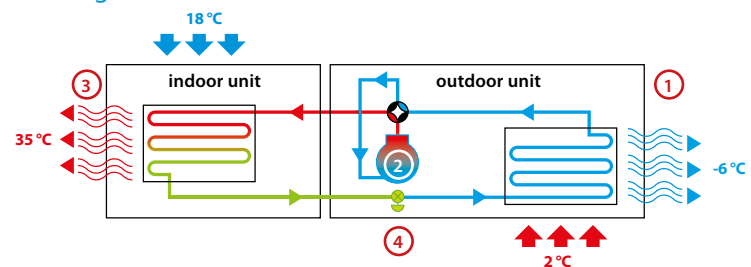 18 °C
3
indoor unit
outdoor unit
1
35 °C
2
-6 °C
4
2 °C